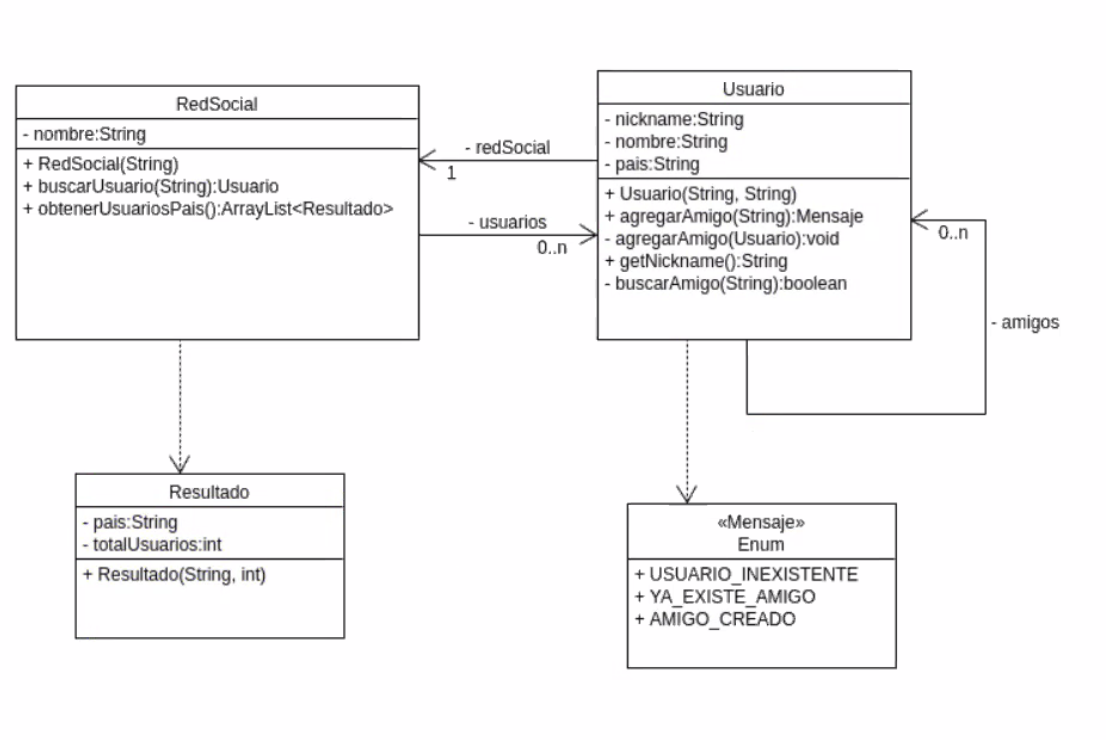 RedSocial
- nombre:String
+ RedSocial(String)
+ buscarUsuario(String):Usuario
+ obtenerUsuariosPais():ArrayList<Resultado>
- redSocial
1
- usuarios
0..n
Usuario
- nickname:String
- nombre:String
- pais:String
+ Usuario(String, String)
+ agregarAmigo(String):Mensaje
- agregarAmigo(Usuario):void
+ getNickname():String
- buscarAmigo(String):boolean
0..n
- amigos
Resultado
- pais:String
- totalUsuarios:int
+ Resultado(String, int)
«Mensaje»
Enum
+ USUARIO_INEXISTENTE
+ YA_EXISTE_AMIGO
+ AMIGO_CREADO